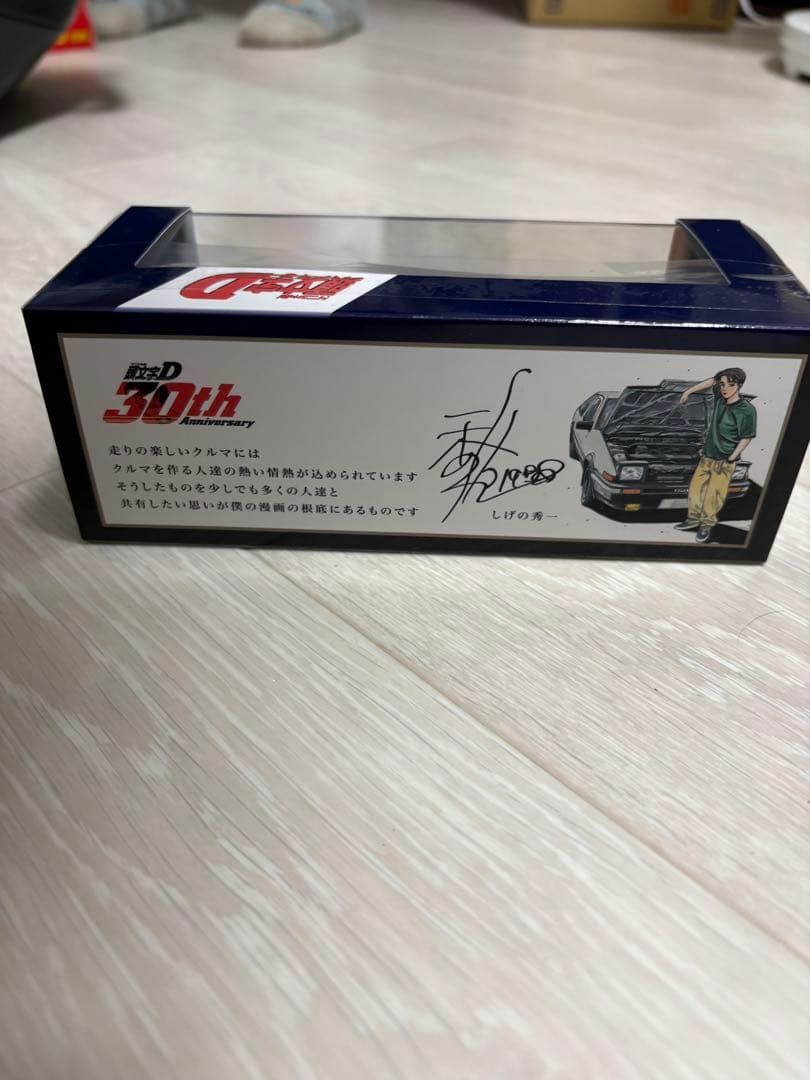 頭文字D
頭文字D
30th
Anniversary
走りの楽しいクルマには
クルマを作る人達の熱い情熱が込められています
そうしたものを少しでも多くの人達と
共有したい思いが僕の漫画の根底にあるものです
しげの秀一